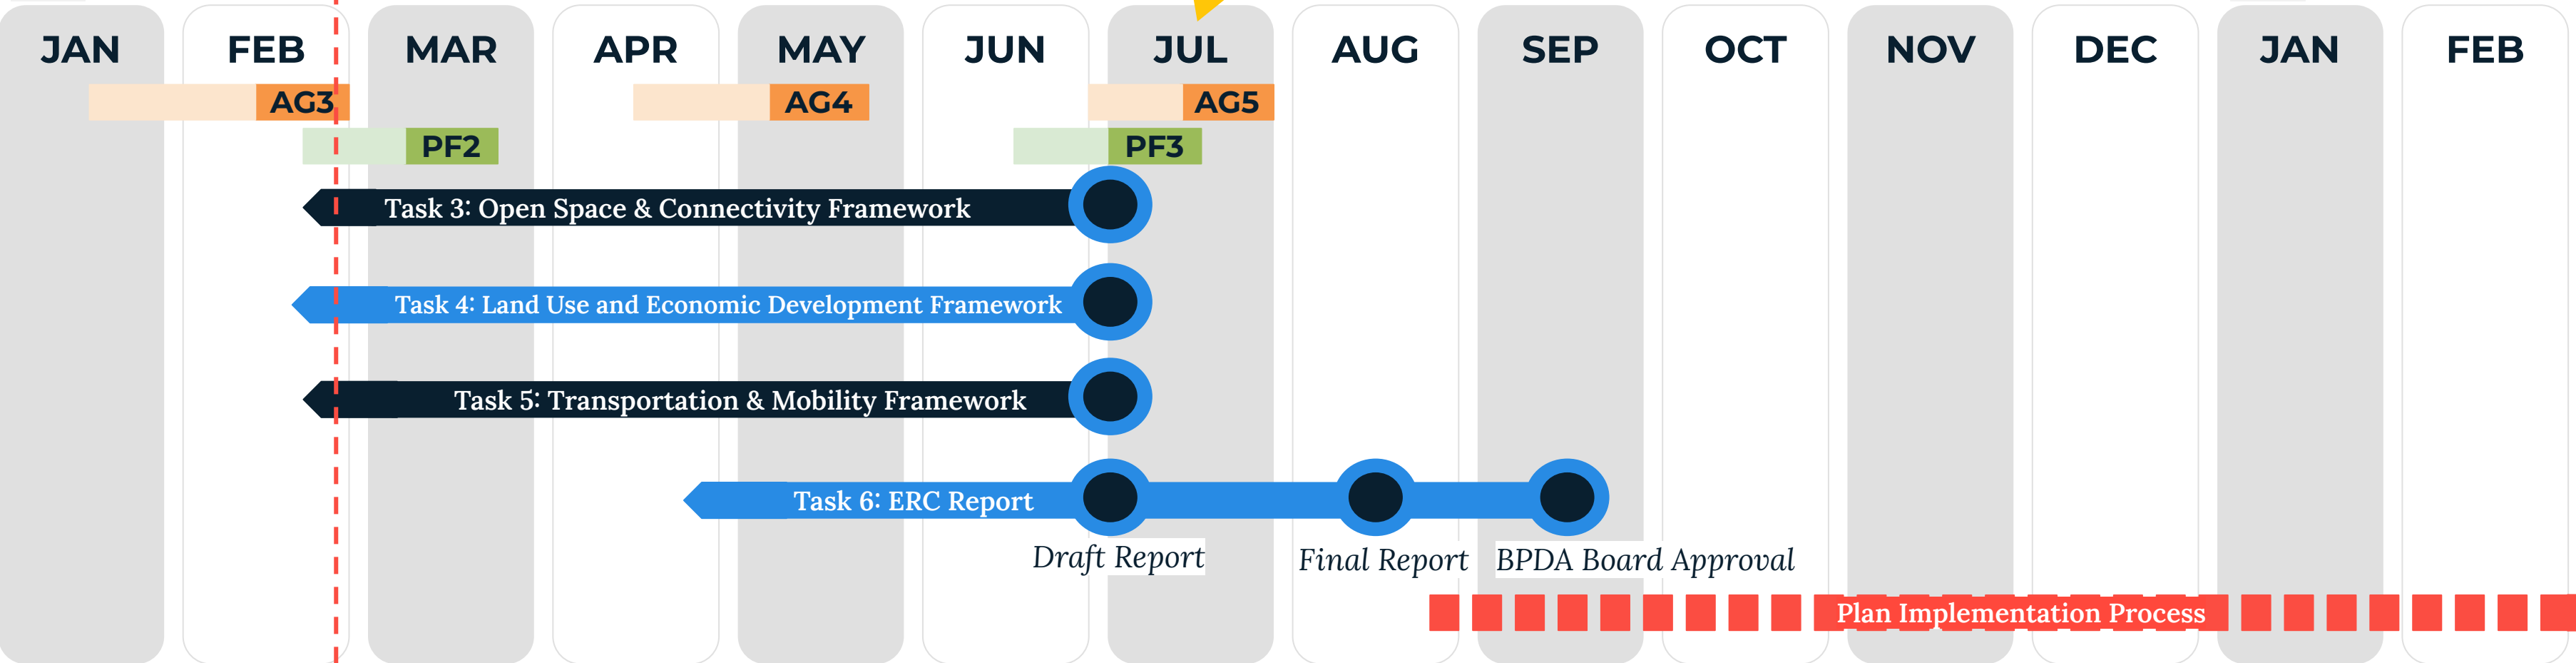 JAN FEB MAR APR MAY JUN JUL AUG SEP OCT NOV DEC JAN FEB
AG3 AG4 AG5
PF2 PF3
Task 3: Open Space & Connectivity Framework
Task 4: Land Use and Economic Development Framework
Task 5: Transportation & Mobility Framework
Task 6: ERC Report
Draft Report Final Report BPDA Board Approval
Plan Implementation Process